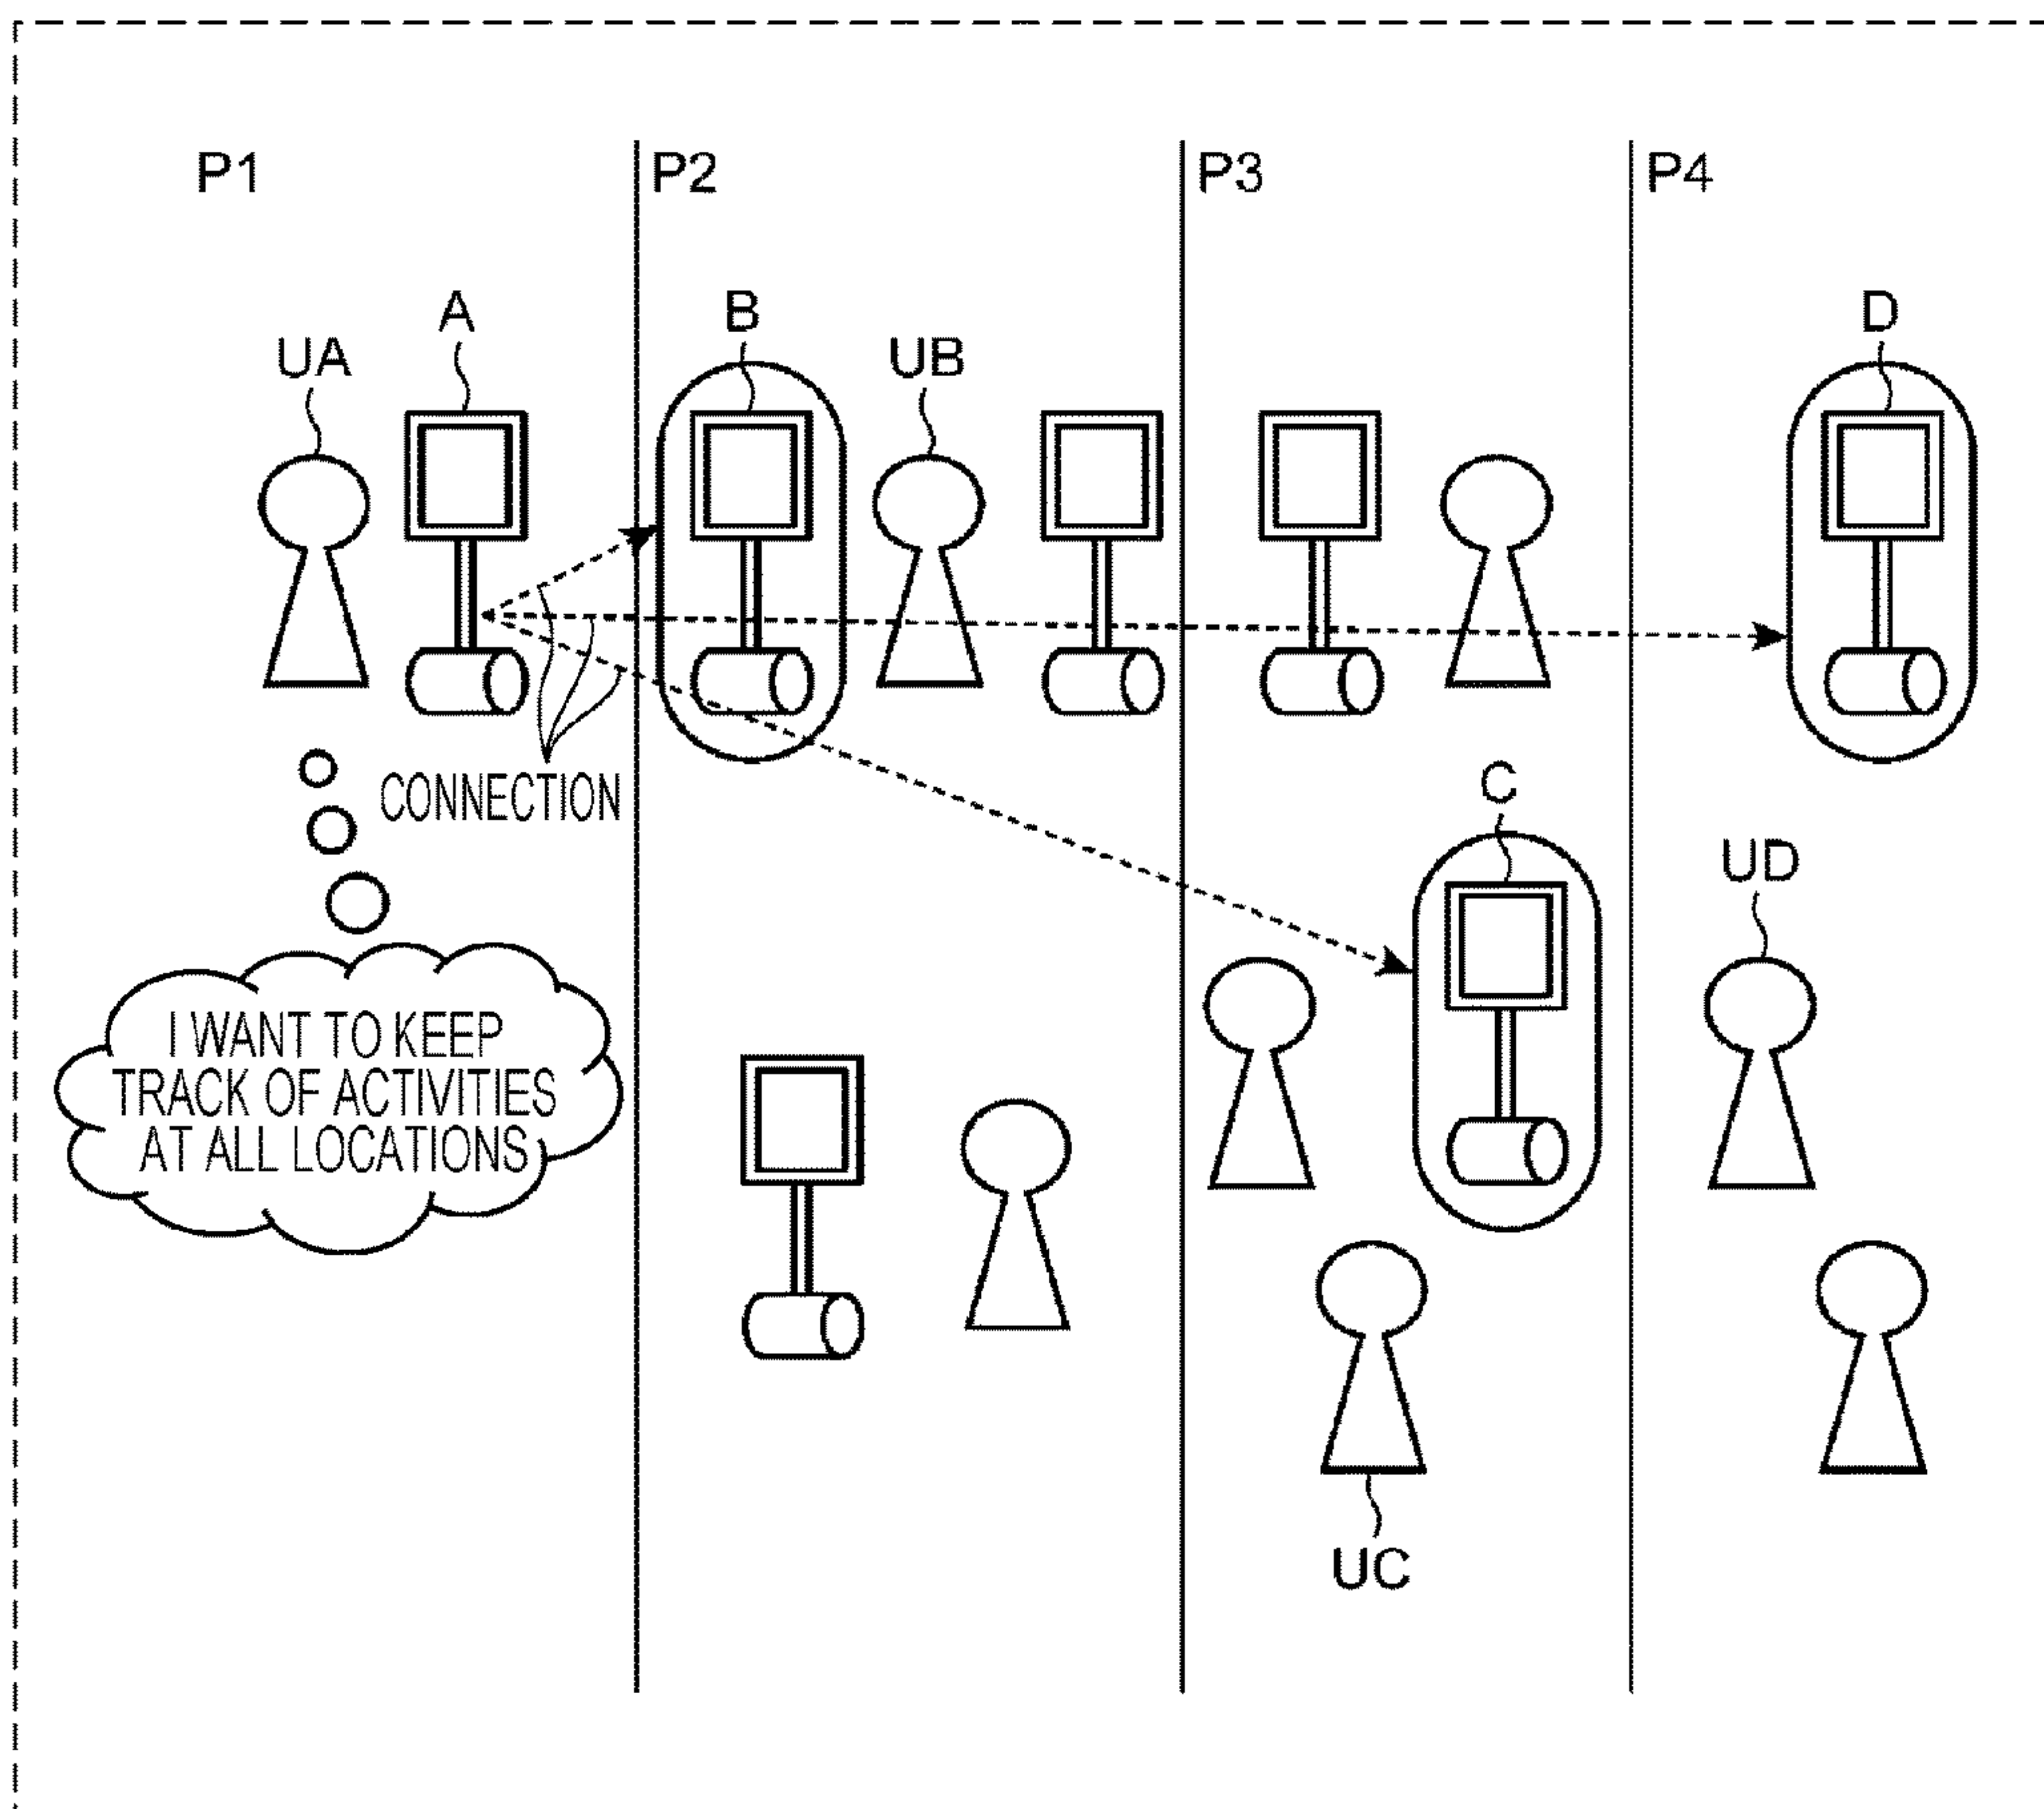 P1
P2
P3
P4
A
UA
B
UB
D
CONNECTION
C
UD
I WANT TO KEEP
TRACK OF ACTIVITIES
AT ALL LOCATIONS
UC